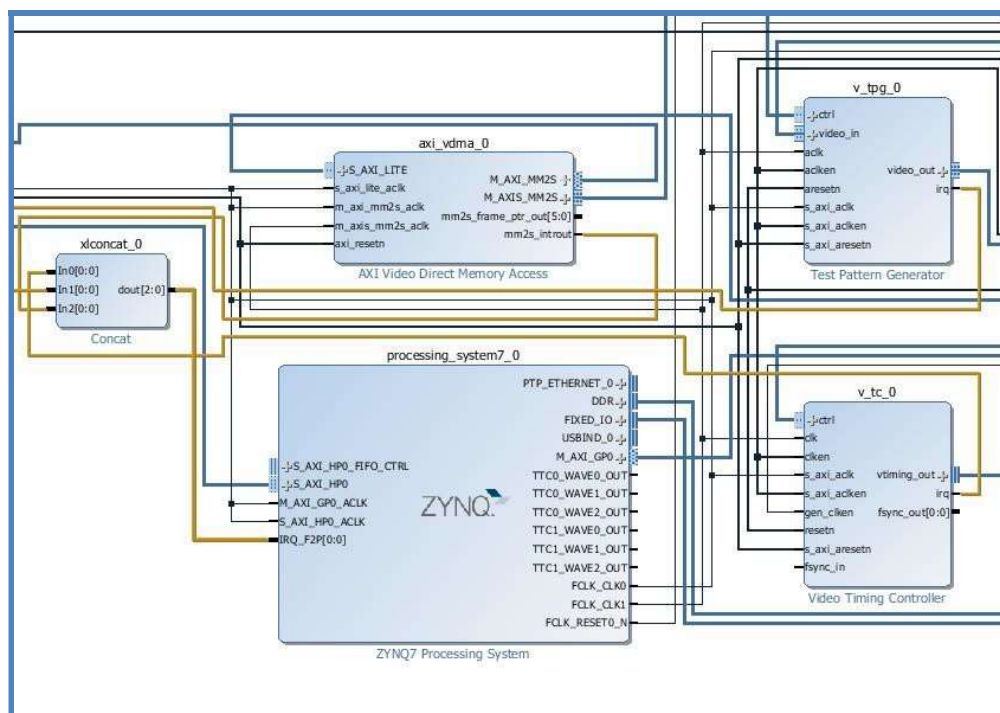 axi_vdma_0
S_AXI_LITE
s_axi_lite_aclk
m_axi_mm2s_aclk
m_axis_mm2s_aclk
axi_resetn
M_AXI_MM2S
M_AXIS_MM2S
mm2s_frame_ptr_out[5:0]
mm2s_introut
AXI Video Direct Memory Access
v_tpg_0
ctrl
video_in
aclk
aclken
aresetn
s_axi_aclk
s_axi_aclken
s_axi_aresetn
video_out
irq
Test Pattern Generator
xlconcat_0
In0[0:0]
In1[0:0]
In2[0:0]
dout[2:0]
Concat
processing_system7_0
S_AXI_HP0_FIFO_CTRL
S_AXI_HP0
M_AXI_GP0_ACLK
S_AXI_HP0_ACLK
IRQ_F2P[0:0]
ZYNQ.
PTP_ETHERNET_0
DDR
FIXED_IO
USBIND_0
M_AXI_GP0
TTC0_WAVE0_OUT
TTC0_WAVE1_OUT
TTC0_WAVE2_OUT
TTC1_WAVE0_OUT
TTC1_WAVE1_OUT
TTC1_WAVE2_OUT
FCLK_CLK0
FCLK_CLK1
FCLK_RESET0_N
ZYNQ7 Processing System
v_tc_0
ctrl
clk
clken
s_axi_aclk
s_axi_aclken
gen_clken
resetn
s_axi_aresetn
fsync_in
vtiming_out
irq
fsync_out[0:0]
Video Timing Controller